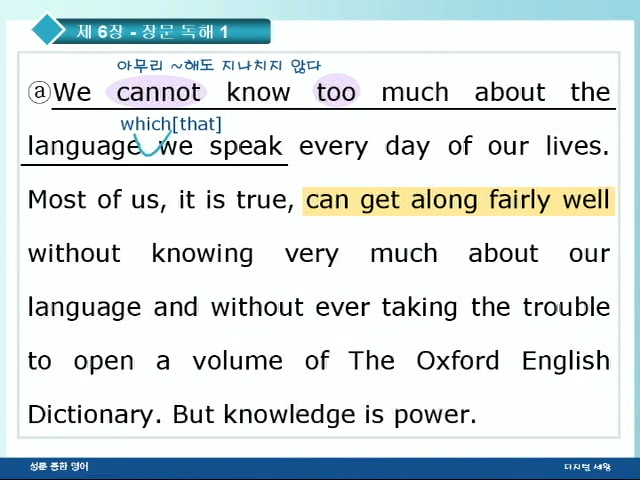 제 6장 - 장문 독해 1
아무리 ~해도 지나치지 않다
ⓐWe cannot know too much about the
which[that]
language we speak every day of our lives.
Most of us, it is true, can get along fairly well
without knowing very much about our
language and without ever taking the trouble
to open a volume of The Oxford English
Dictionary. But knowledge is power.
성문 종합 영어
디지털 세왕